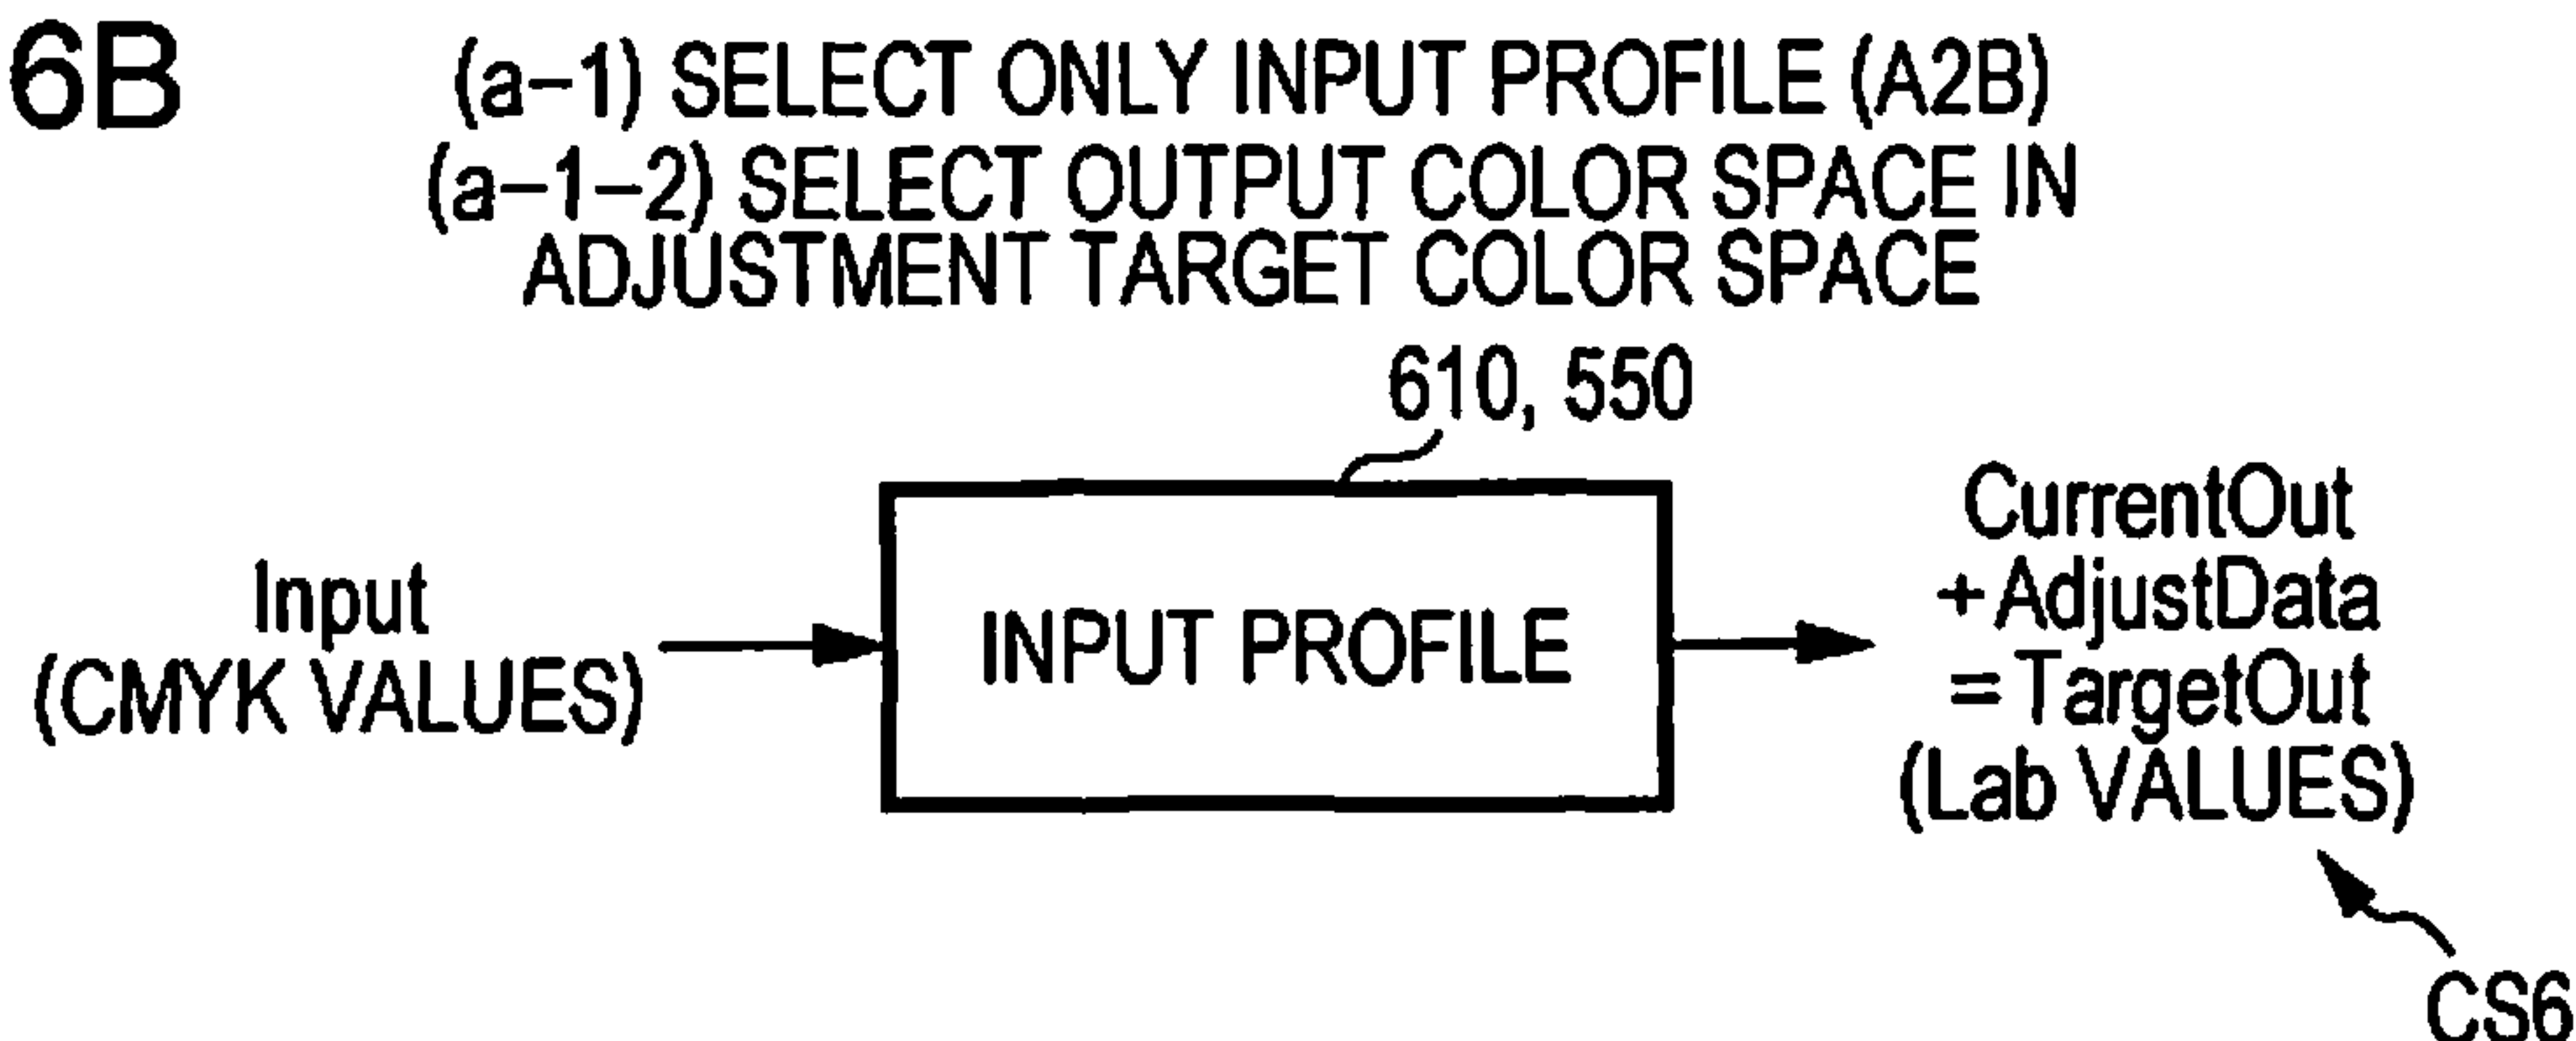 6B
(a-1) SELECT ONLY INPUT PROFILE (A2B)
(a-1-2) SELECT OUTPUT COLOR SPACE IN
ADJUSTMENT TARGET COLOR SPACE
610, 550
Input
(CMYK VALUES)
INPUT PROFILE
CurrentOut
+AdjustData
=TargetOut
(Lab VALUES)
CS6